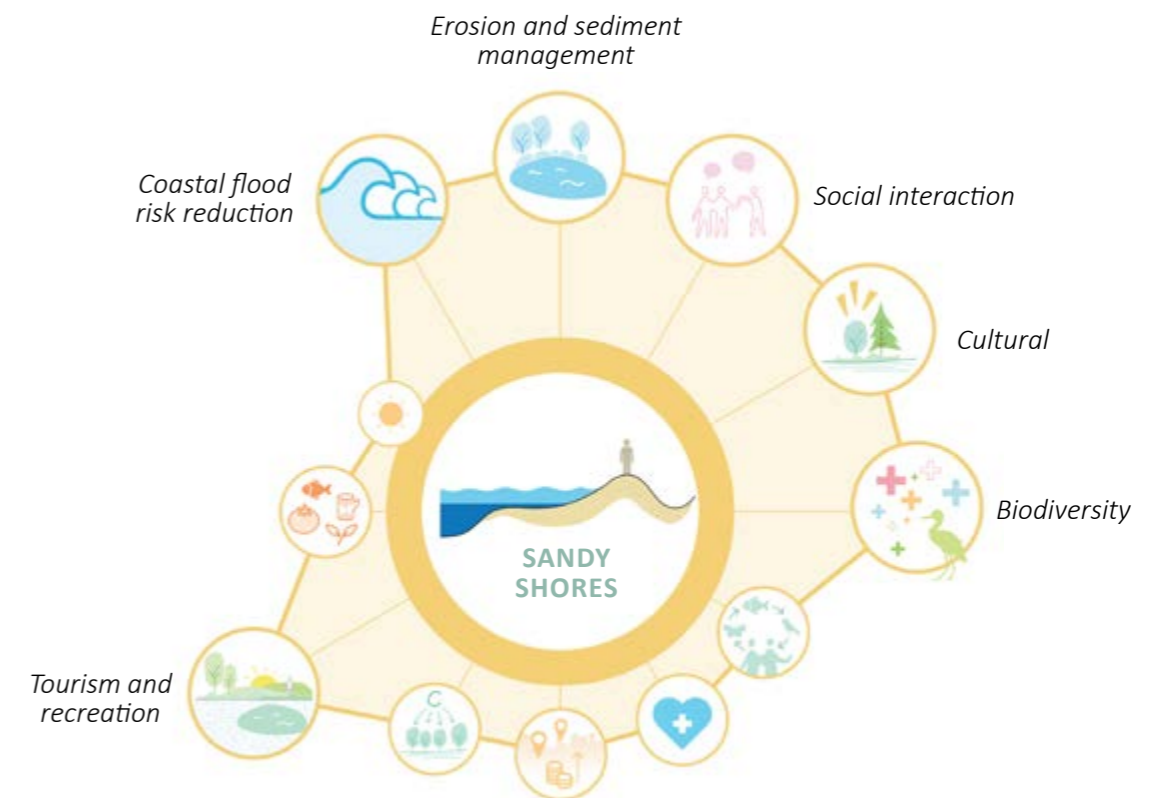 Erosion and sediment
management
Coastal flood
risk reduction
Social interaction
Cultural
Biodiversity
SANDY
SHORES
Tourism and
recreation
C